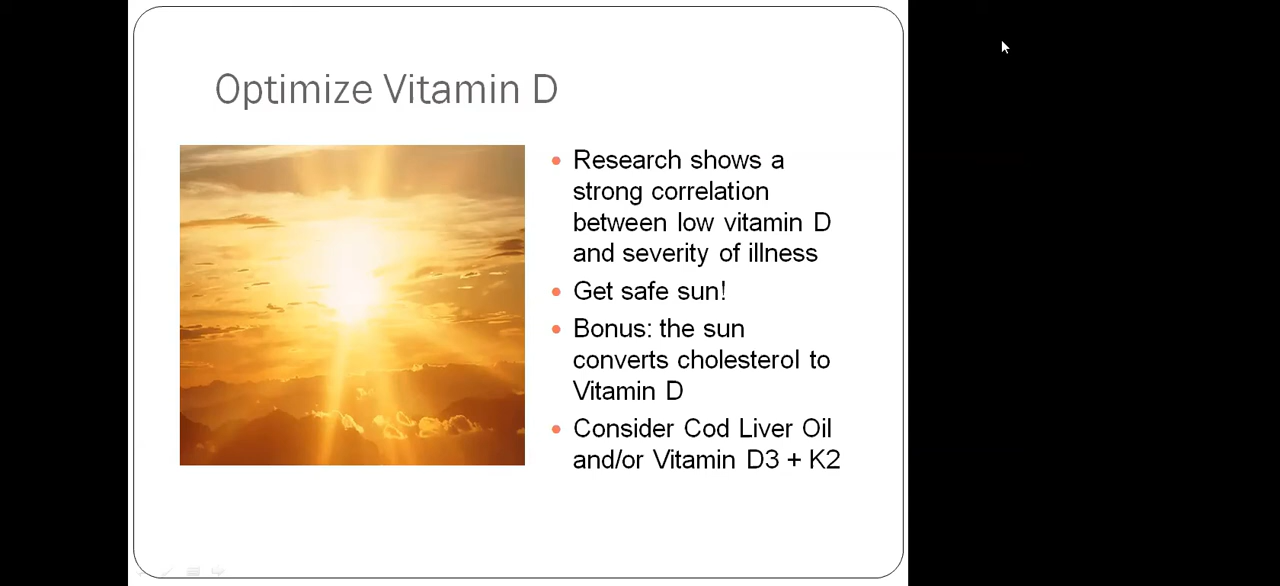 Optimize Vitamin D
Research shows a
strong correlation
between low vitamin D
and severity of illness
Get safe sun!
Bonus: the sun
converts cholesterol to
Vitamin D
Consider Cod Liver Oil
and/or Vitamin D3 + K2